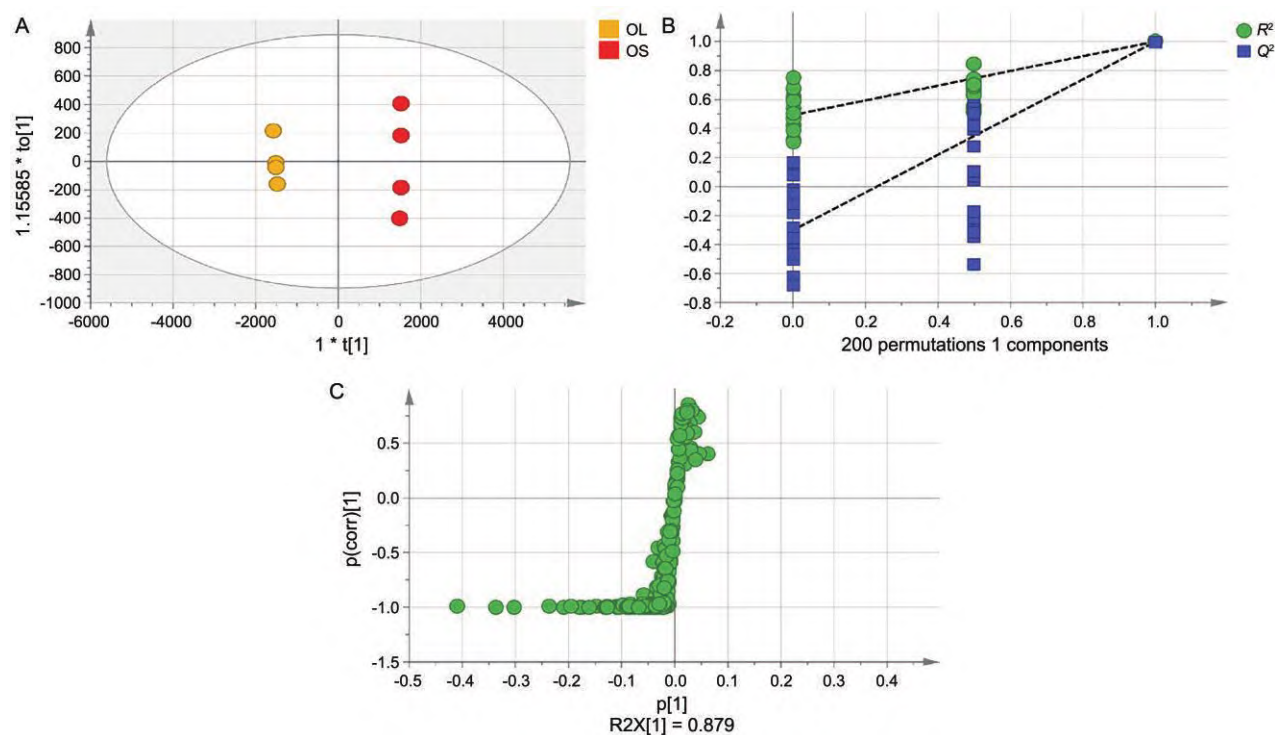 A
OL
OS
800
600
400
200
0
-200
-400
-600
-800
-1000
1.15585 * to[1]
-6000 -4000 -2000 0 2000 4000
1 * t[1]
B
R²
Q²
1.0
0.8
0.6
0.4
0.2
0.0
-0.2
-0.4
-0.6
-0.8
-0.2 0.0 0.2 0.4 0.6 0.8 1.0
200 permutations 1 components
C
0.5
0.0
-0.5
-1.0
-1.5
p(corr)[1]
-0.5 -0.4 -0.3 -0.2 -0.1 0.0 0.1 0.2 0.3 0.4
p[1]
R2X[1] = 0.879